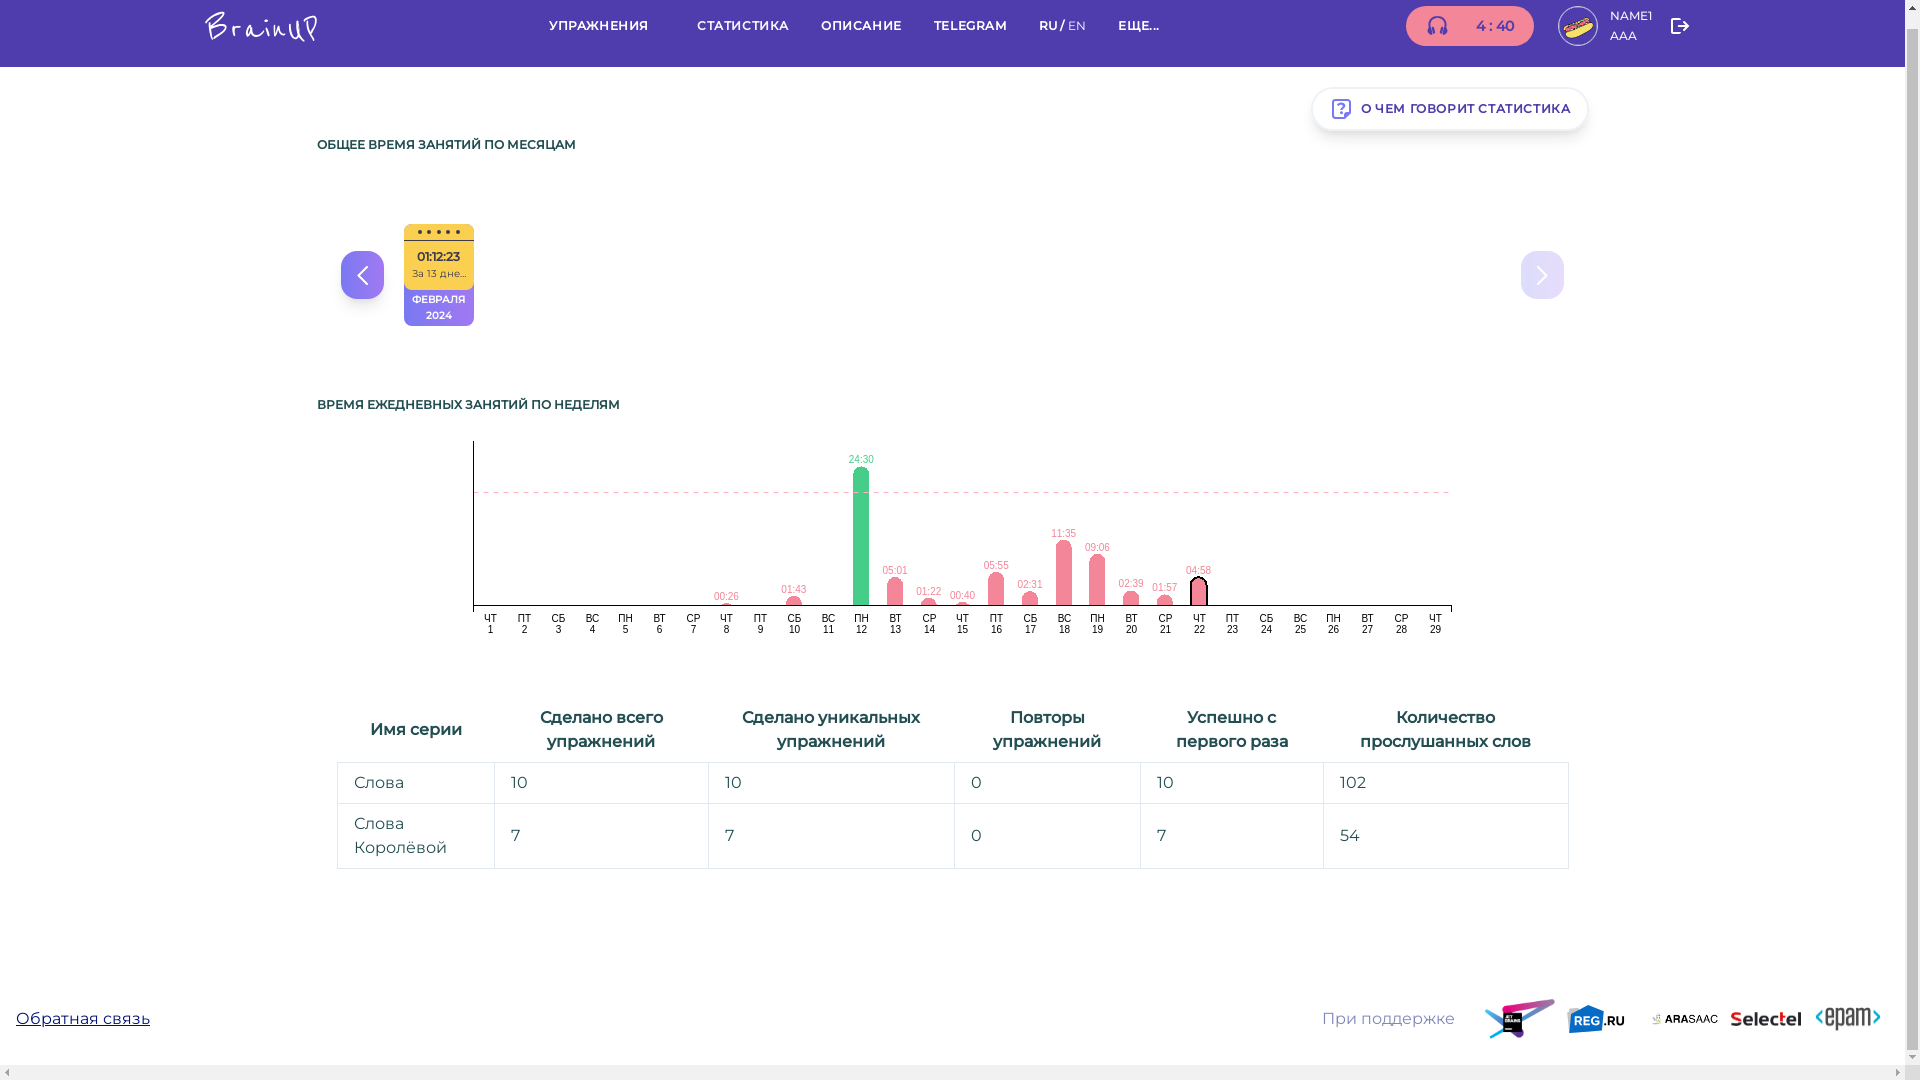 BrainUP
УПРАЖНЕНИЯ СТАТИСТИКА ОПИСАНИЕ TELEGRAM RU / EN ЕЩЕ...
4 : 40
NAME1
AAA
О ЧЕМ ГОВОРИТ СТАТИСТИКА
ОБЩЕЕ ВРЕМЯ ЗАНЯТИЙ ПО МЕСЯЦАМ
01:12:23
За 13 дне...
ФЕВРАЛЯ
2024
ВРЕМЯ ЕЖЕДНЕВНЫХ ЗАНЯТИЙ ПО НЕДЕЛЯМ
00:26 01:43 24:30 05:01 01:22 00:40 05:55 02:31 11:35 09:06 02:39 01:57 04:58
ЧТ ПТ СБ ВС ПН ВТ СР ЧТ ПТ СБ ВС ПН ВТ СР ЧТ ПТ СБ ВС ПН ВТ СР ЧТ ПТ СБ ВС ПН ВТ СР ЧТ
1 2 3 4 5 6 7 8 9 10 11 12 13 14 15 16 17 18 19 20 21 22 23 24 25 26 27 28 29
Имя серии
Сделано всего
упражнений
Сделано уникальных
упражнений
Повторы
упражнений
Успешно с
первого раза
Количество
прослушанных слов
Слова 10 10 0 10 102
Слова
Королёвой
7 7 0 7 54
Обратная связь
При поддержке
JET
BRAINS
REG.RU
ARASAAC
Selectel
<epam>